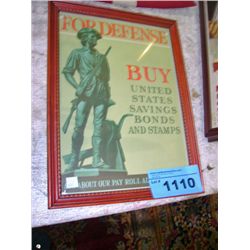 FOR DEFENSE
BUY
UNITED
STATES
SAVINGS
BONDS
AND STAMPS
ABOUT OUR PAY ROLL
1110